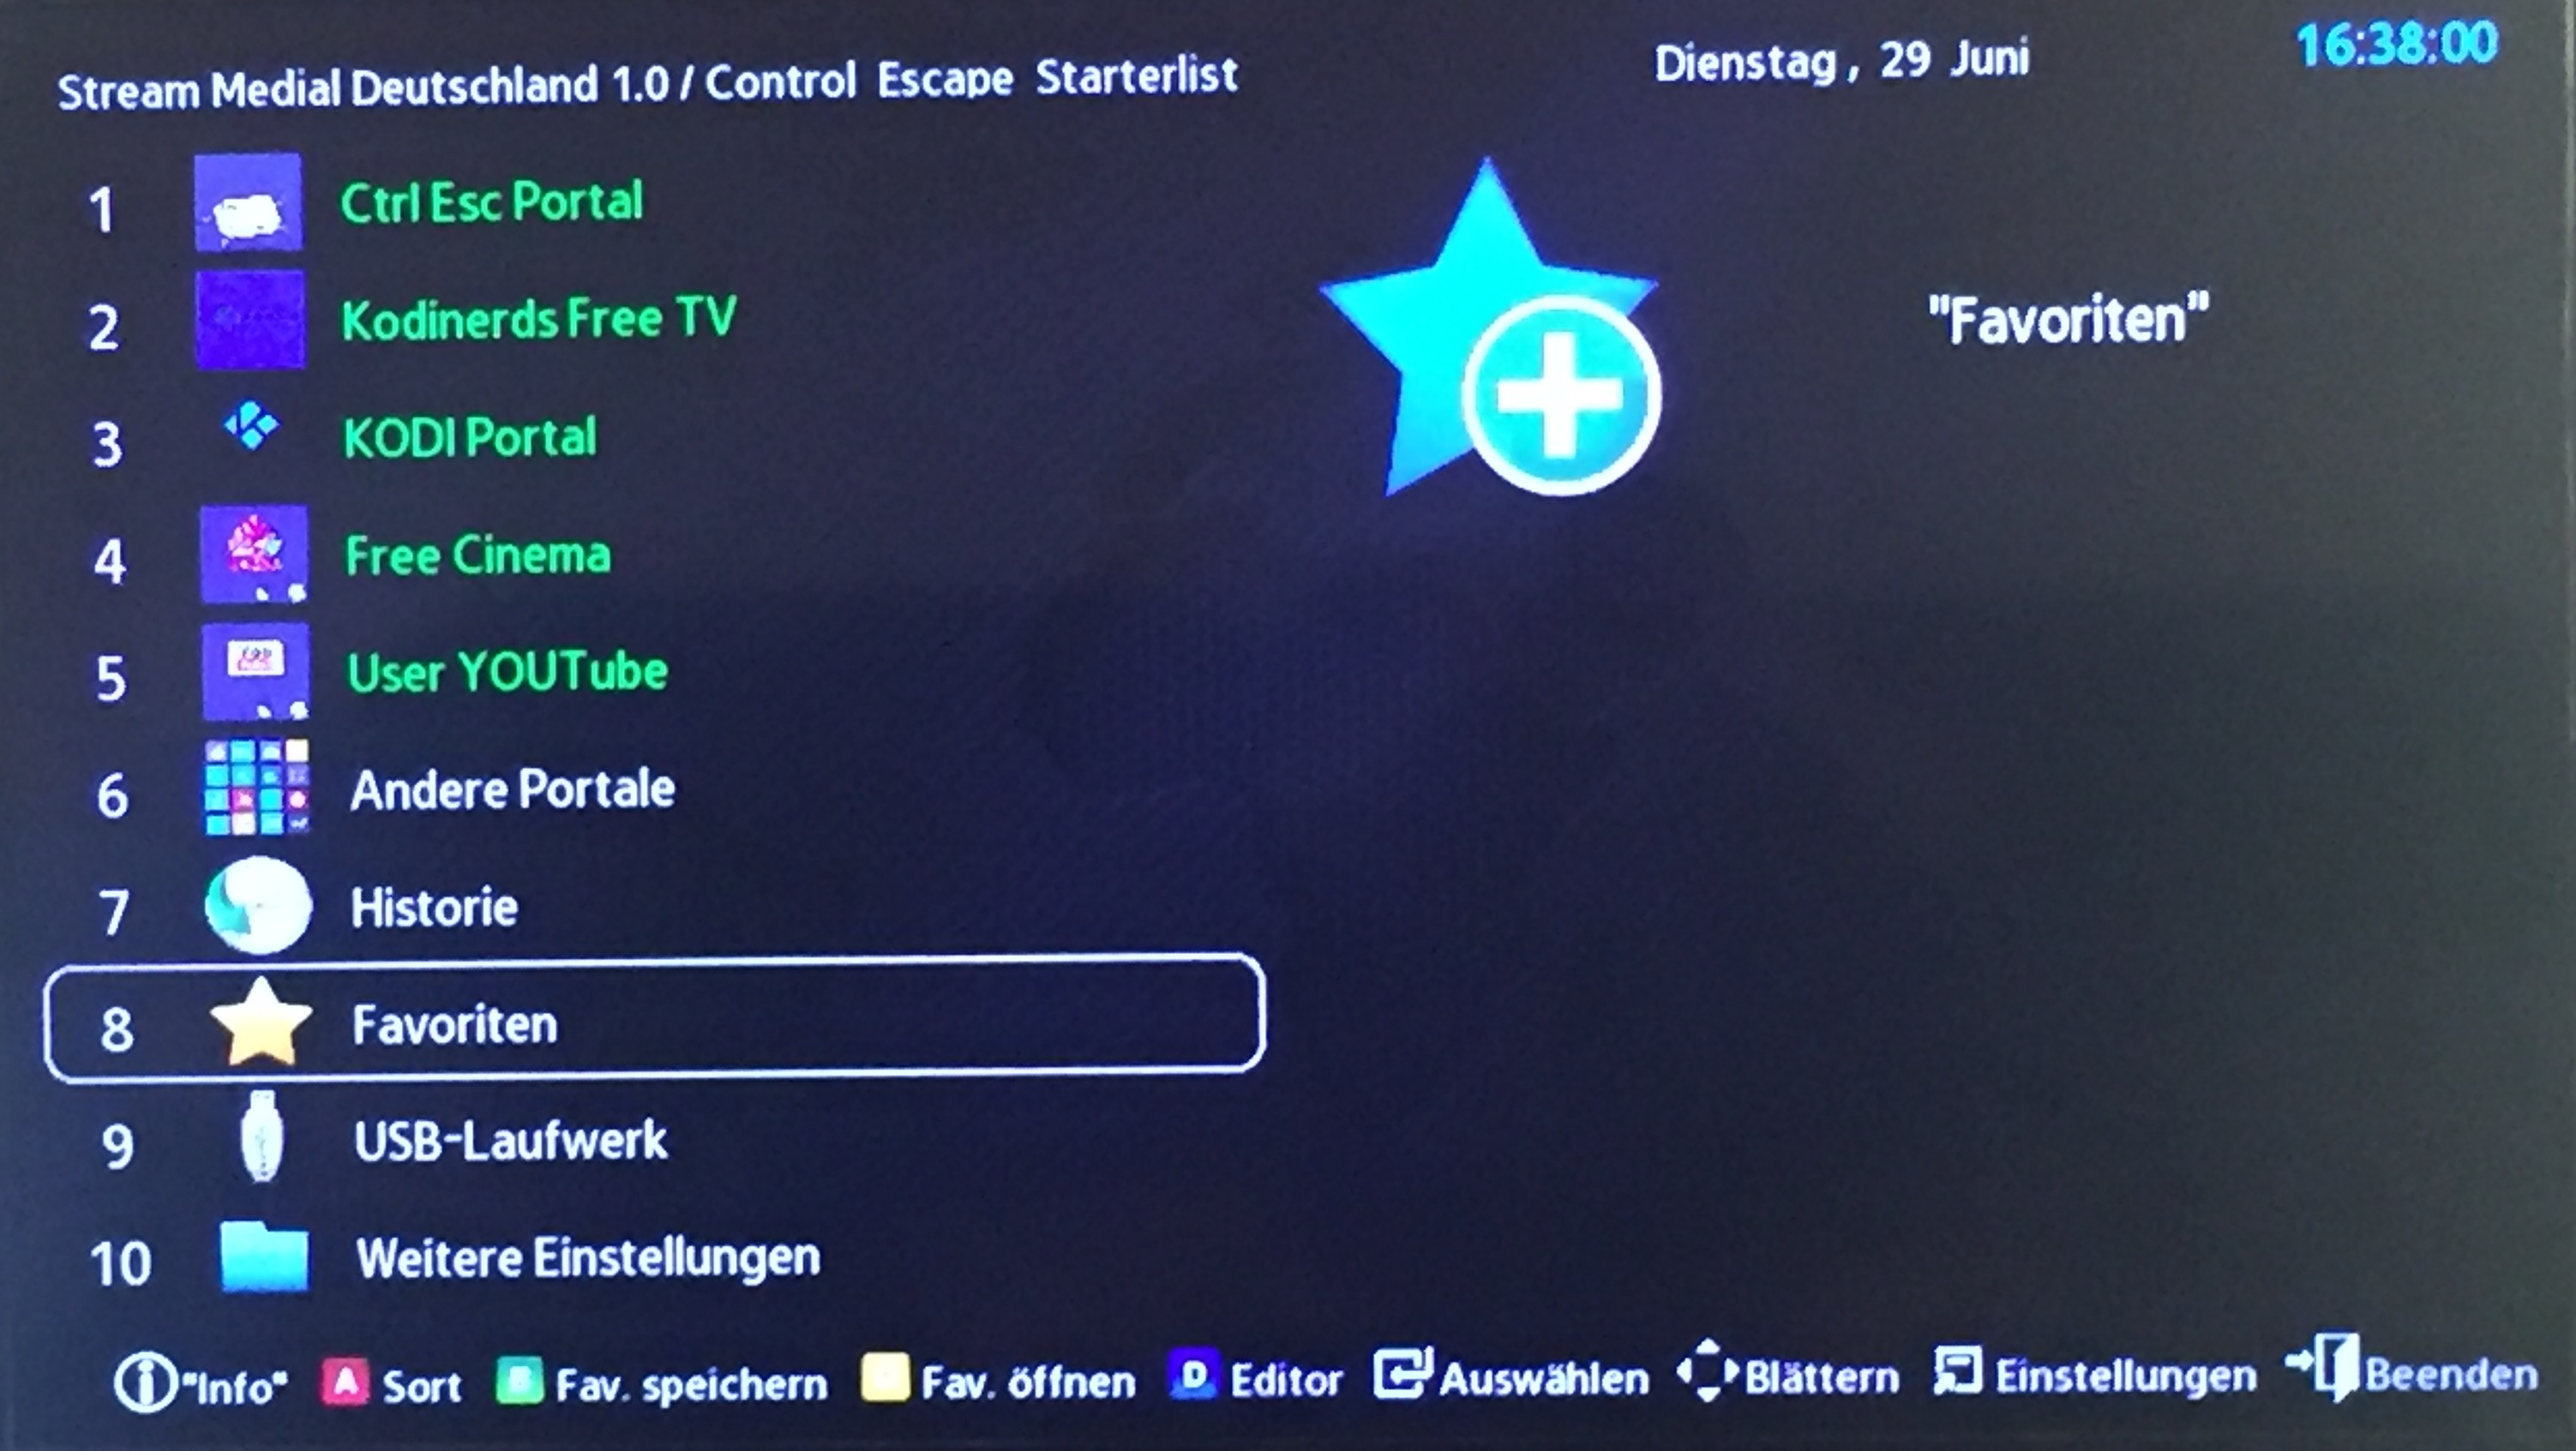 Stream Medial Deutschland 1.0 / Control Escape Starterlist
Dienstag, 29 Juni
16:38:00
1 Ctrl Esc Portal
2 Kodinerds Free TV
3 KODI Portal
4 Free Cinema
5 User YOUTube
6 Andere Portale
7 Historie
8 Favoriten
9 USB-Laufwerk
10 Weitere Einstellungen
"Favoriten"
"Info" A Sort B Fav. speichern Fav. öffnen D Editor Auswählen Blättern Einstellungen Beenden